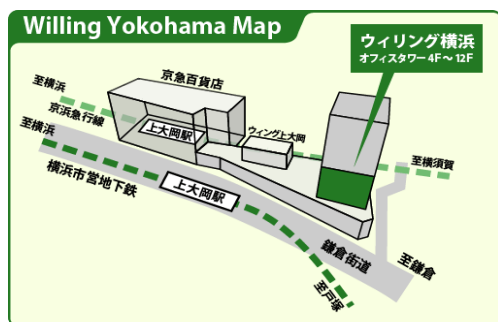 Willing Yokohama Map
ウィリング横浜
オフィスタワー4F〜12F
京急百貨店
至横浜
京浜急行線
上大岡駅
ウィング上大岡
至横浜
至横須賀
横浜市営地下鉄
上大岡駅
鎌倉街道
至鎌倉
至戸塚